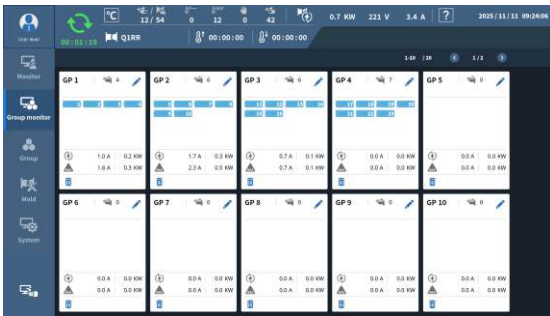 °C 12 / 54 0 12 0 42 0.7 KW 221 V 3.4 A ? 2025/11/11 09:24:06
00:01:19 Q1RR 00:00:00 00:00:00
Monitor
Group monitor
Group
Mold
System
1-10 /20 1/2
GP 1 4 GP 2 6 GP 3 6 GP 4 7 GP 5 0
1.0 A 0.2 KW 1.7 A 0.3 KW 0.7 A 0.1 KW 0.0 A 0.0 KW 0.0 A 0.0 KW
1.0 A 0.2 KW 2.3 A 0.5 KW 0.7 A 0.1 KW 0.0 A 0.0 KW 0.0 A 0.0 KW
GP 6 0 GP 7 0 GP 8 0 GP 9 0 GP 10 0
0.0 A 0.0 KW 0.0 A 0.0 KW 0.0 A 0.0 KW 0.0 A 0.0 KW 0.0 A 0.0 KW
0.0 A 0.0 KW 0.0 A 0.0 KW 0.0 A 0.0 KW 0.0 A 0.0 KW 0.0 A 0.0 KW